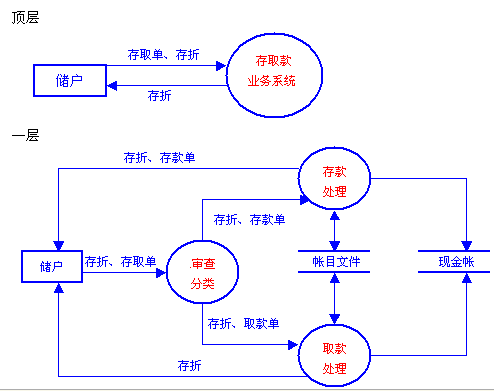 顶层
存取单、存折
储户
存取款
业务系统
存折
一层
存折、存款单
存款
处理
存折、存款单
储户
存折、存取单
审查
分类
帐目文件
现金帐
存折、取款单
取款
处理
存折